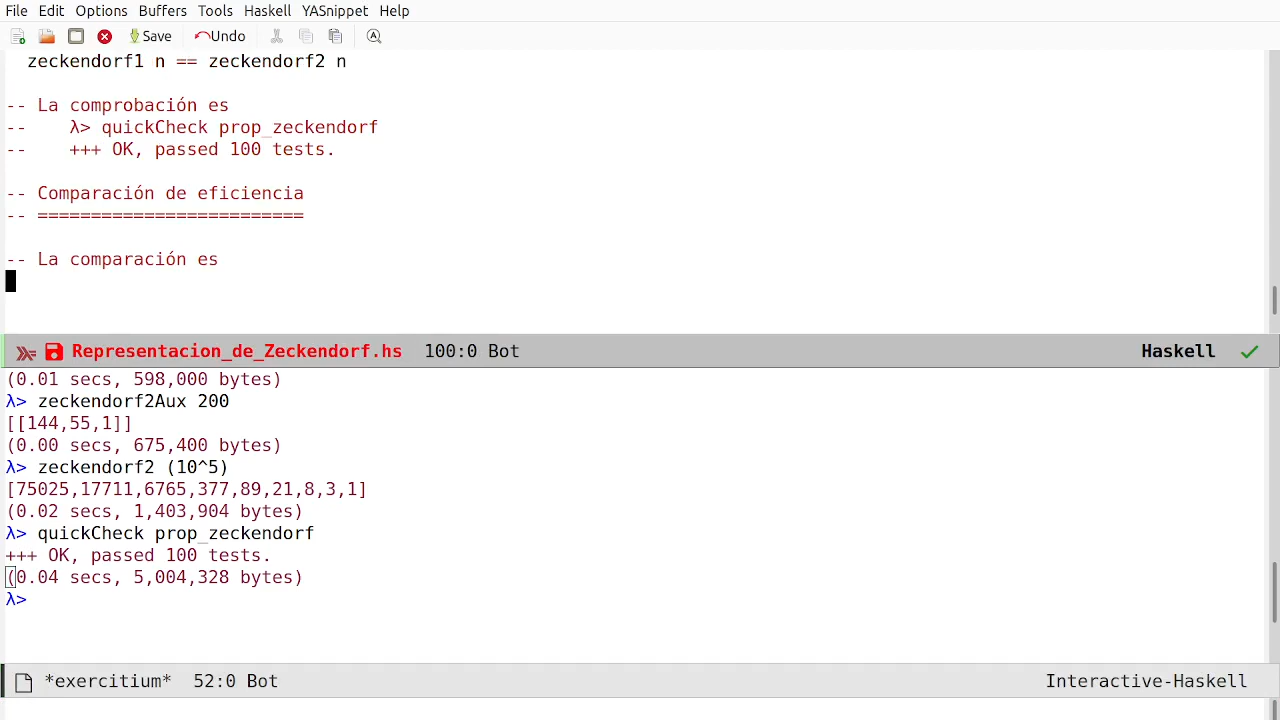 File Edit Options Buffers Tools Haskell YASnippet Help
Save Undo
zeckendorf1 n == zeckendorf2 n
-- La comprobación es
-- λ> quickCheck prop_zeckendorf
-- +++ OK, passed 100 tests.
-- Comparación de eficiencia
-- =========================
-- La comparación es
Representacion_de_Zeckendorf.hs 100:0 Bot Haskell
(0.01 secs, 598,000 bytes)
λ> zeckendorf2Aux 200
[[144,55,1]]
(0.00 secs, 675,400 bytes)
λ> zeckendorf2 (10^5)
[75025,17711,6765,377,89,21,8,3,1]
(0.02 secs, 1,403,904 bytes)
λ> quickCheck prop_zeckendorf
+++ OK, passed 100 tests.
(0.04 secs, 5,004,328 bytes)
λ>
*exercitium* 52:0 Bot Interactive-Haskell